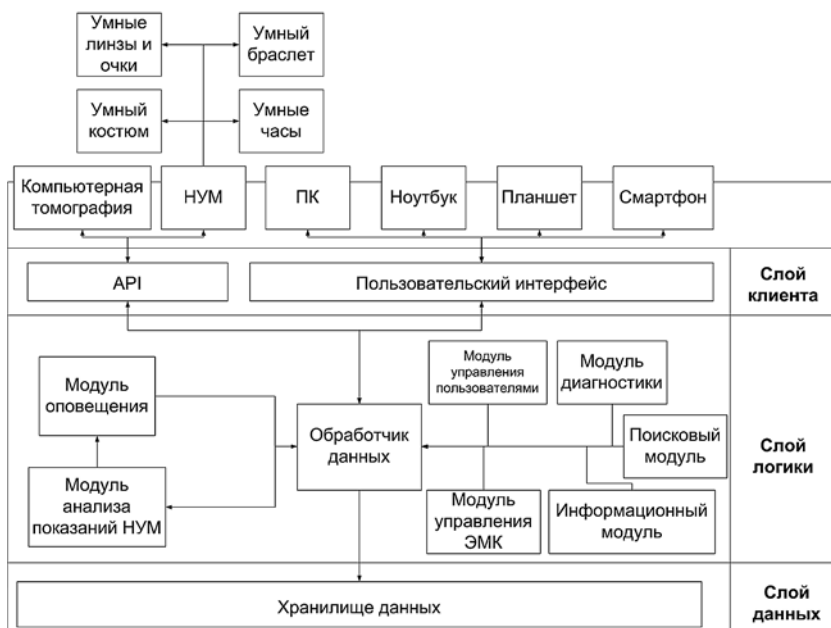 Умные
линзы и
очки
Умный
браслет
Умный
костюм
Умные
часы
Компьютерная
томография
НУМ
ПК
Ноутбук
Планшет
Смартфон
API
Пользовательский интерфейс
Слой
клиента
Модуль
оповещения
Модуль
анализа
показаний НУМ
Обработчик
данных
Модуль
управления
пользователями
Модуль
диагностики
Поисковый
модуль
Модуль
управления
ЭМК
Информационный
модуль
Слой
логики
Хранилище данных
Слой
данных